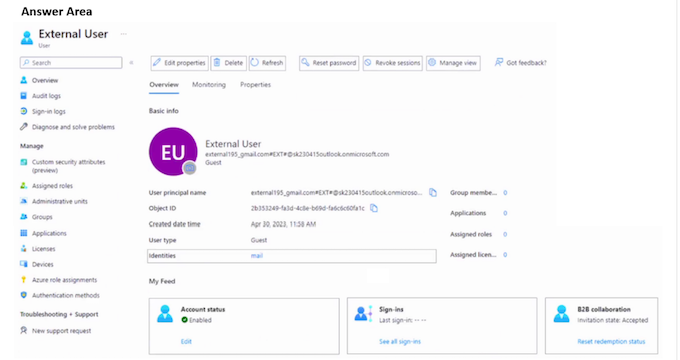 Answer Area
External User
User
Search
Edit properties Delete Refresh Reset password Revoke sessions Manage view Got feedback?
Overview
Audit logs
Sign-in logs
Diagnose and solve problems
Manage
Custom security attributes
(preview)
Assigned roles
Administrative units
Groups
Applications
Licenses
Devices
Azure role assignments
Authentication methods
Troubleshooting + Support
New support request
Overview Monitoring Properties
Basic info
EU
External User
external195_gmail.com#EXT#@sk230415outlook.onmicrosoft.com
Guest
User principal name external195_gmail.com#EXT#@sk230415outlook.onmicroso... Group membe... 0
Object ID 2b353249-fa3d-4c8e-b69d-fa6c6c60fa1c Applications 0
Created date time Apr 30, 2023, 11:58 AM Assigned roles 0
User type Guest Assigned licen... 0
Identities mail
My Feed
Account status
Enabled
Edit
Sign-ins
Last sign-in: -- --
See all sign-ins
B2B collaboration
Invitation state: Accepted
Reset redemption status